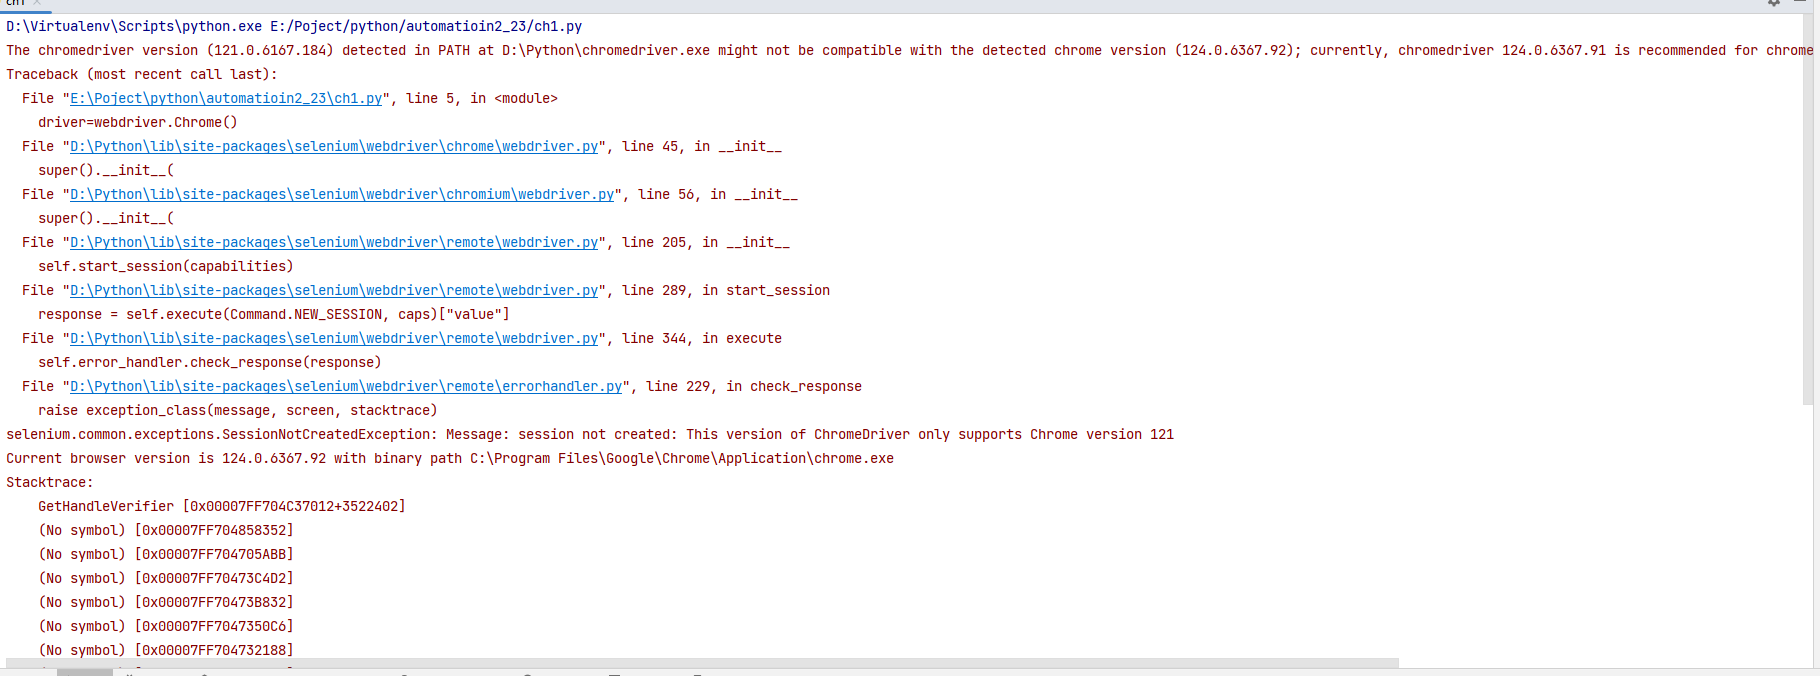 ch1
D:\Virtualenv\Scripts\python.exe E:/Poject/python/automatioin2_23/ch1.py
The chromedriver version (121.0.6167.184) detected in PATH at D:\Python\chromedriver.exe might not be compatible with the detected chrome version (124.0.6367.92); currently, chromedriver 124.0.6367.91 is recommended for chrome
Traceback (most recent call last):
  File "E:\Poject\python\automatioin2_23\ch1.py", line 5, in <module>
    driver=webdriver.Chrome()
  File "D:\Python\lib\site-packages\selenium\webdriver\chrome\webdriver.py", line 45, in __init__
    super().__init__(
  File "D:\Python\lib\site-packages\selenium\webdriver\chromium\webdriver.py", line 56, in __init__
    super().__init__(
  File "D:\Python\lib\site-packages\selenium\webdriver\remote\webdriver.py", line 205, in __init__
    self.start_session(capabilities)
  File "D:\Python\lib\site-packages\selenium\webdriver\remote\webdriver.py", line 289, in start_session
    response = self.execute(Command.NEW_SESSION, caps)["value"]
  File "D:\Python\lib\site-packages\selenium\webdriver\remote\webdriver.py", line 344, in execute
    self.error_handler.check_response(response)
  File "D:\Python\lib\site-packages\selenium\webdriver\remote\errorhandler.py", line 229, in check_response
    raise exception_class(message, screen, stacktrace)
selenium.common.exceptions.SessionNotCreatedException: Message: session not created: This version of ChromeDriver only supports Chrome version 121
Current browser version is 124.0.6367.92 with binary path C:\Program Files\Google\Chrome\Application\chrome.exe
Stacktrace:
    GetHandleVerifier [0x00007FF704C37012+3522402]
    (No symbol) [0x00007FF704858352]
    (No symbol) [0x00007FF704705ABB]
    (No symbol) [0x00007FF70473C4D2]
    (No symbol) [0x00007FF70473B832]
    (No symbol) [0x00007FF7047350C6]
    (No symbol) [0x00007FF704732188]